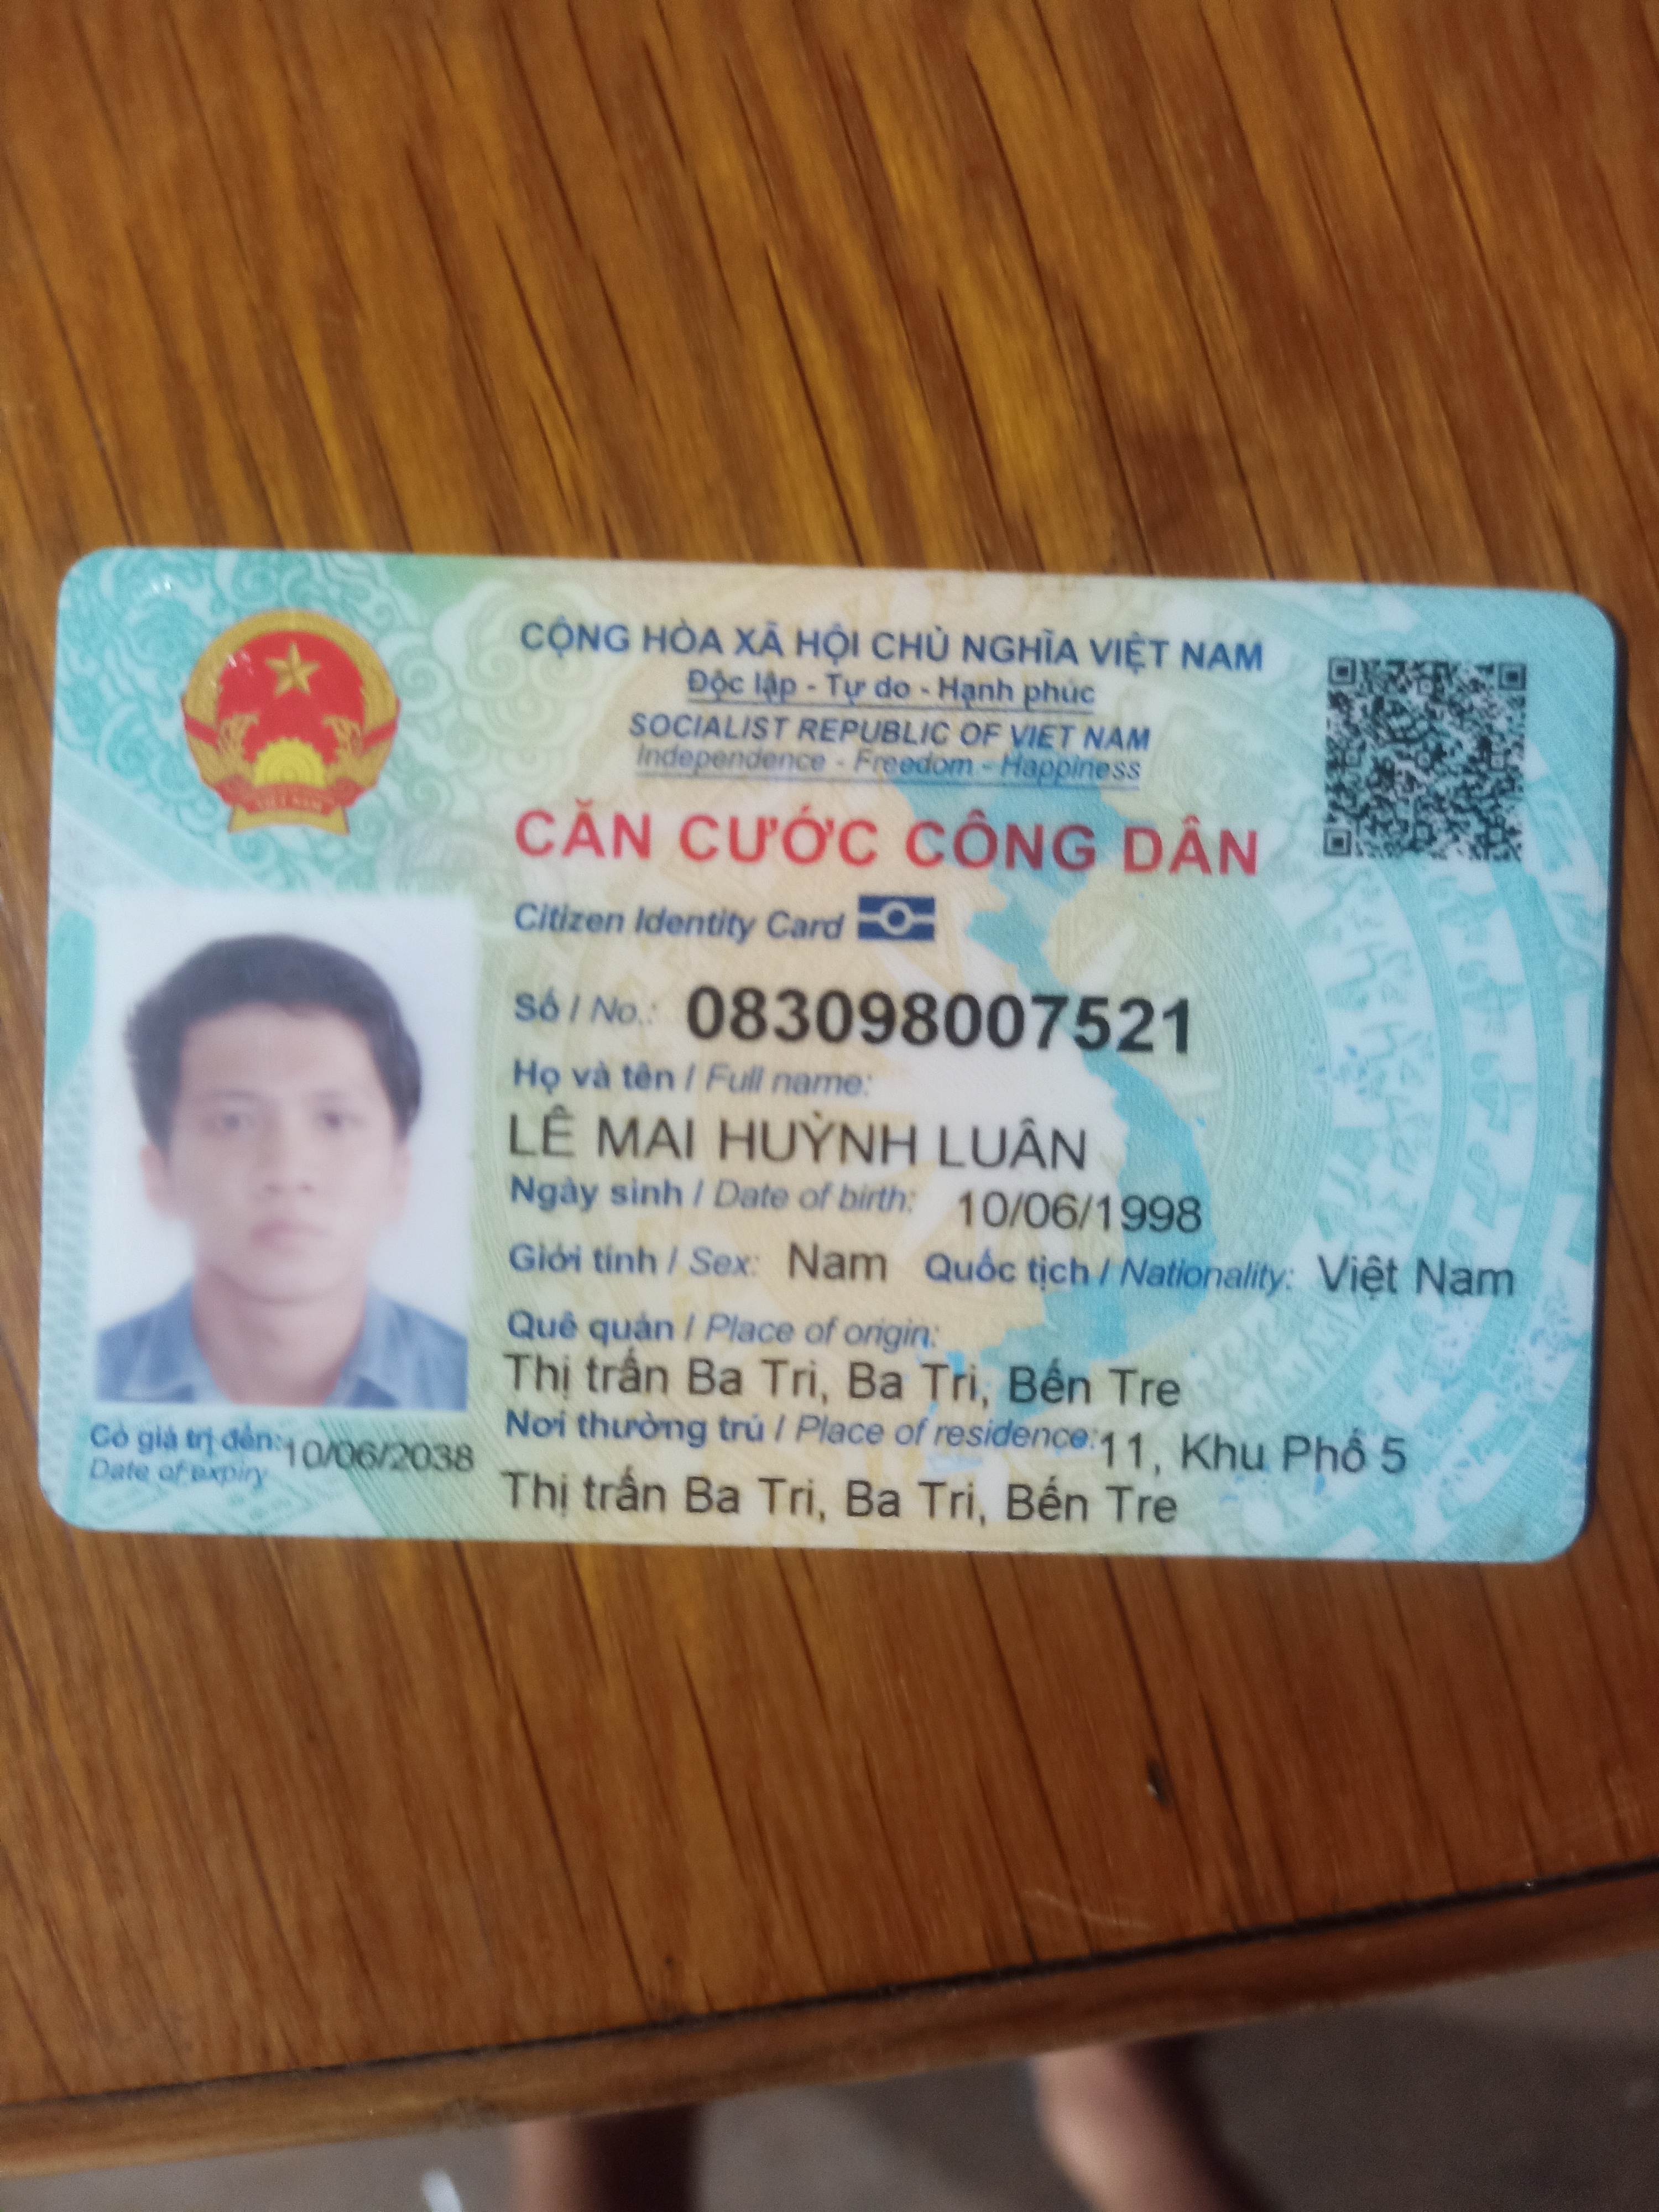 CỘNG HÒA XÃ HỘI CHỦ NGHĨA VIỆT NAM
Độc lập - Tự do - Hạnh phúc
SOCIALIST REPUBLIC OF VIET NAM
Independence - Freedom - Happiness
CĂN CƯỚC CÔNG DÂN
Citizen Identity Card
Số / No.: 083098007521
Họ và tên / Full name:
LÊ MAI HUỲNH LUÂN
Ngày sinh / Date of birth: 10/06/1998
Giới tính / Sex: Nam Quốc tịch / Nationality: Việt Nam
Quê quán / Place of origin:
Thị trấn Ba Tri, Ba Tri, Bến Tre
Nơi thường trú / Place of residence: 11, Khu Phố 5
Thị trấn Ba Tri, Ba Tri, Bến Tre
Có giá trị đến: 10/06/2038
Date of expiry
VIỆT NAM